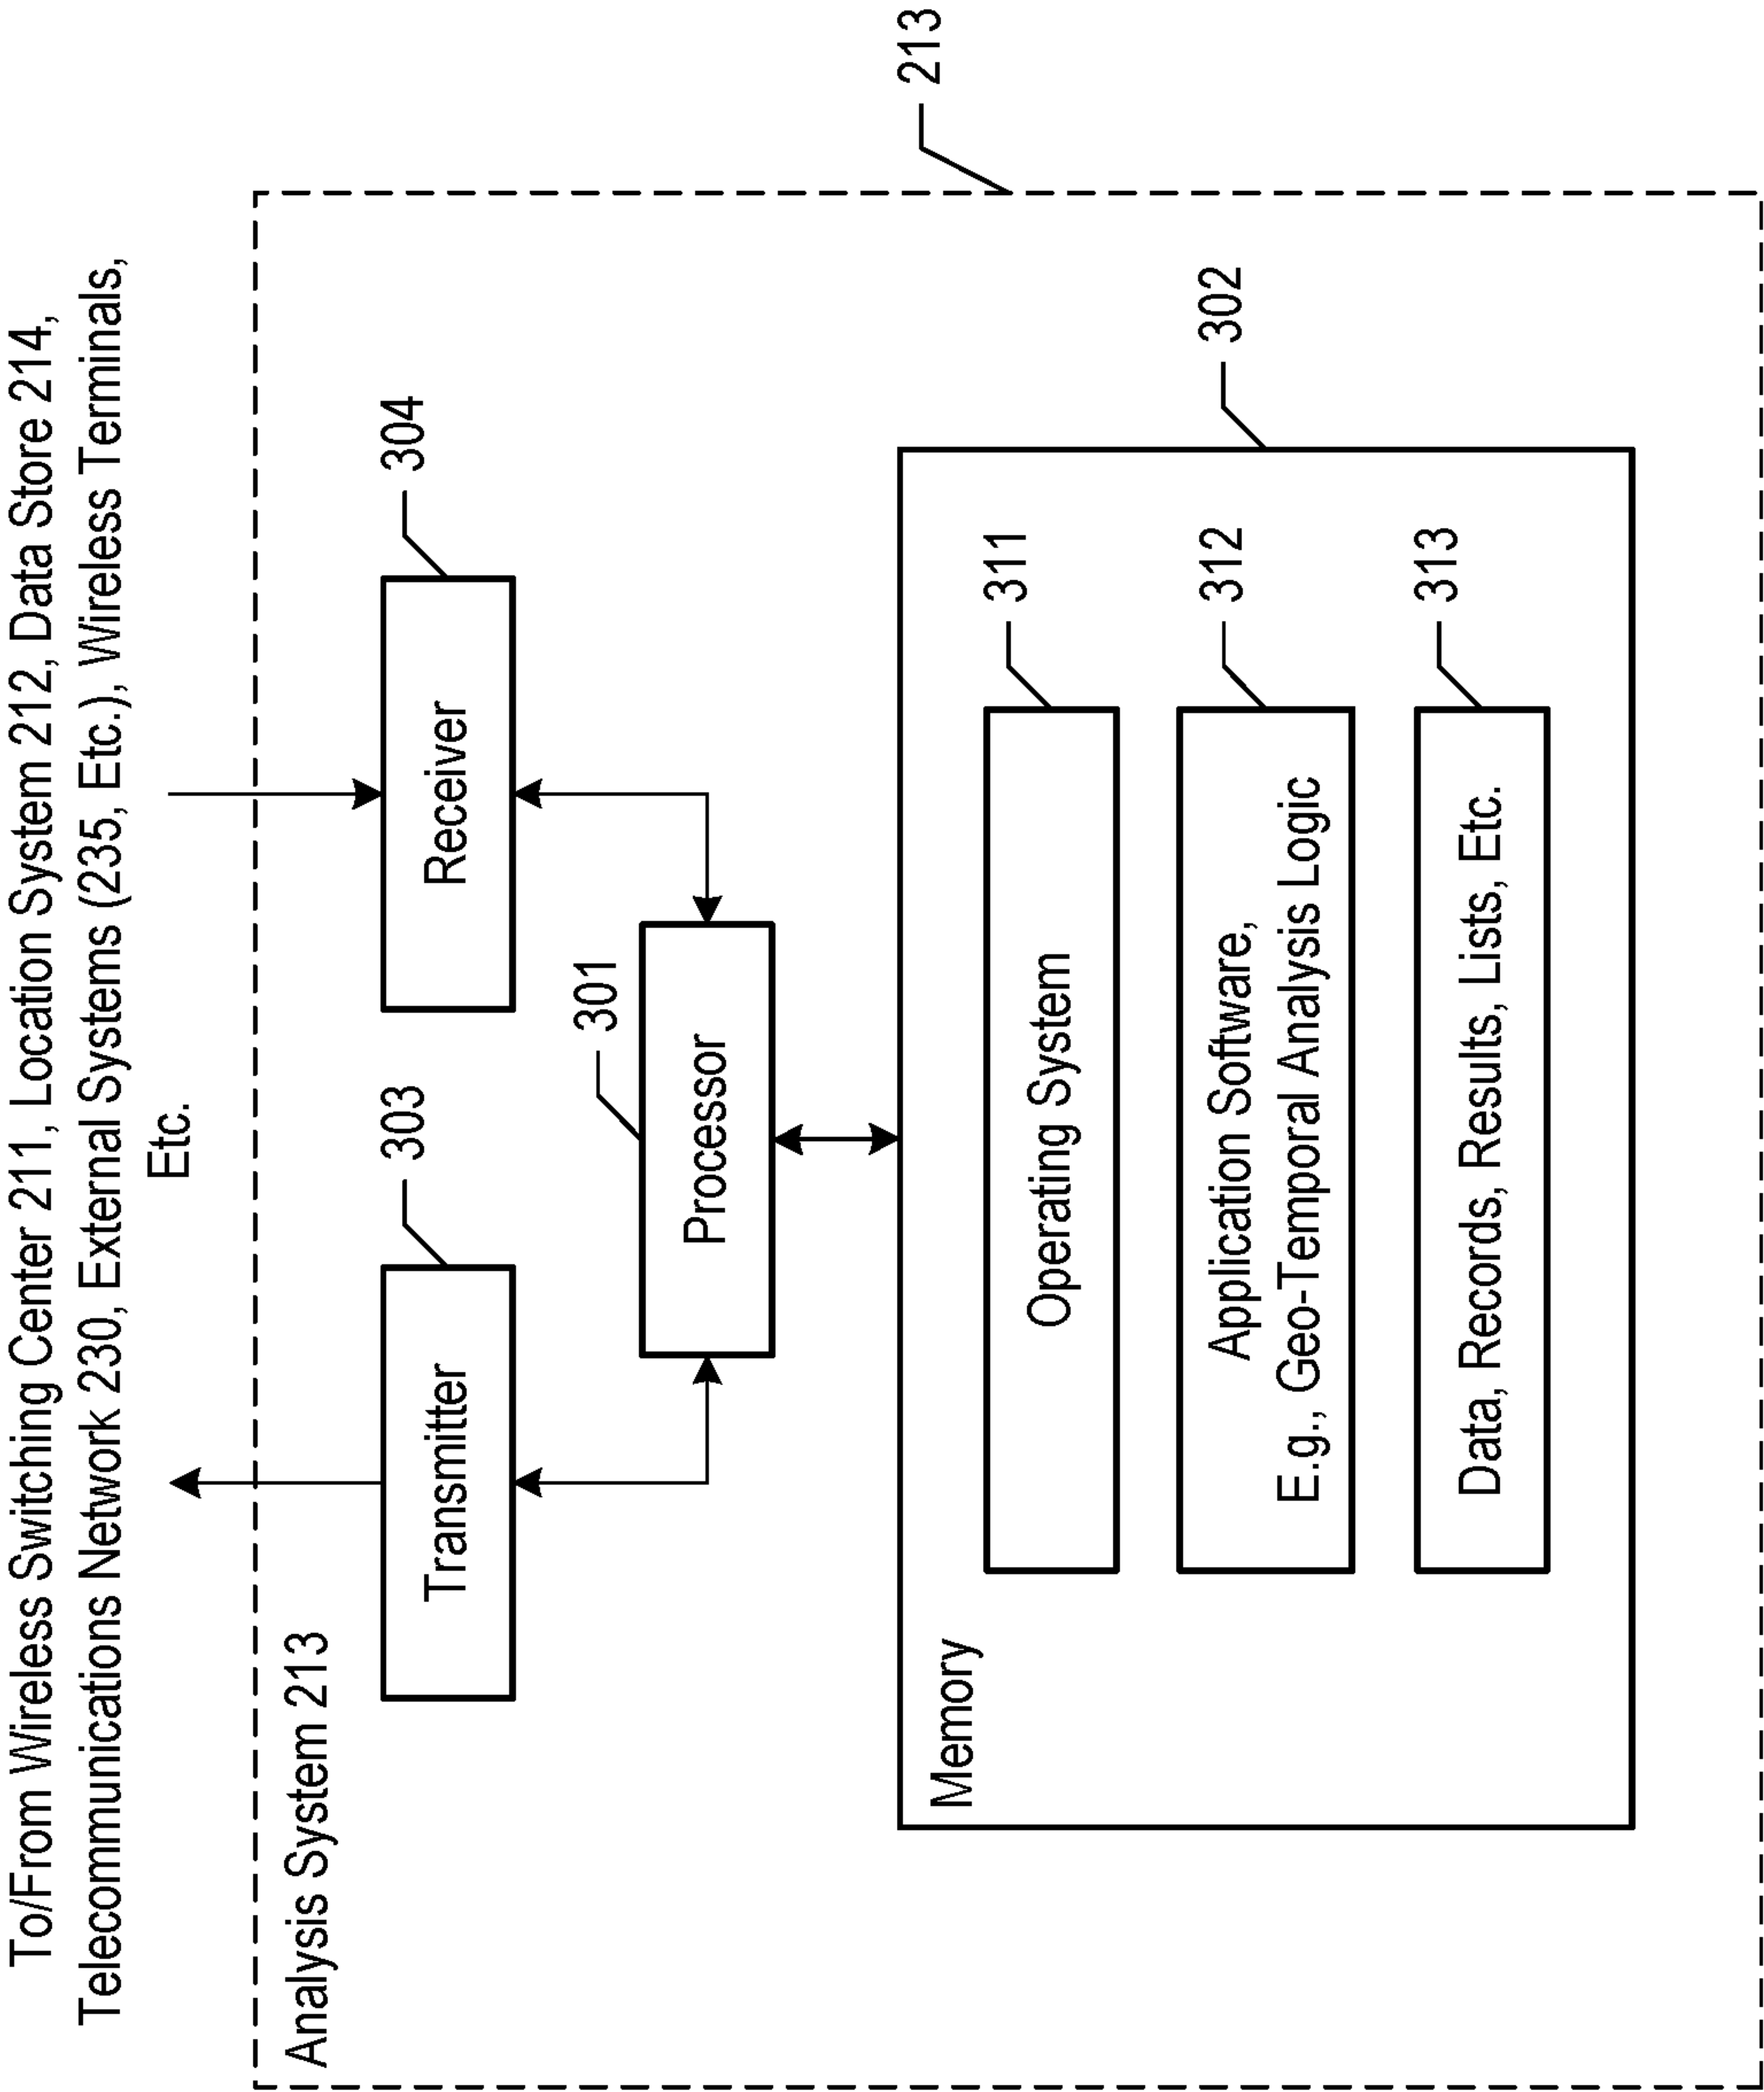 To/From Wireless Switching Center 211, Location System 212, Data Store 214,
Telecommunications Network 230, External Systems (235, Etc.), Wireless Terminals,
Etc.
Analysis System 213
213
303
304
Transmitter
Receiver
301
Processor
302
Memory
311
Operating System
312
Application Software,
E.g., Geo-Temporal Analysis Logic
313
Data, Records, Results, Lists, Etc.